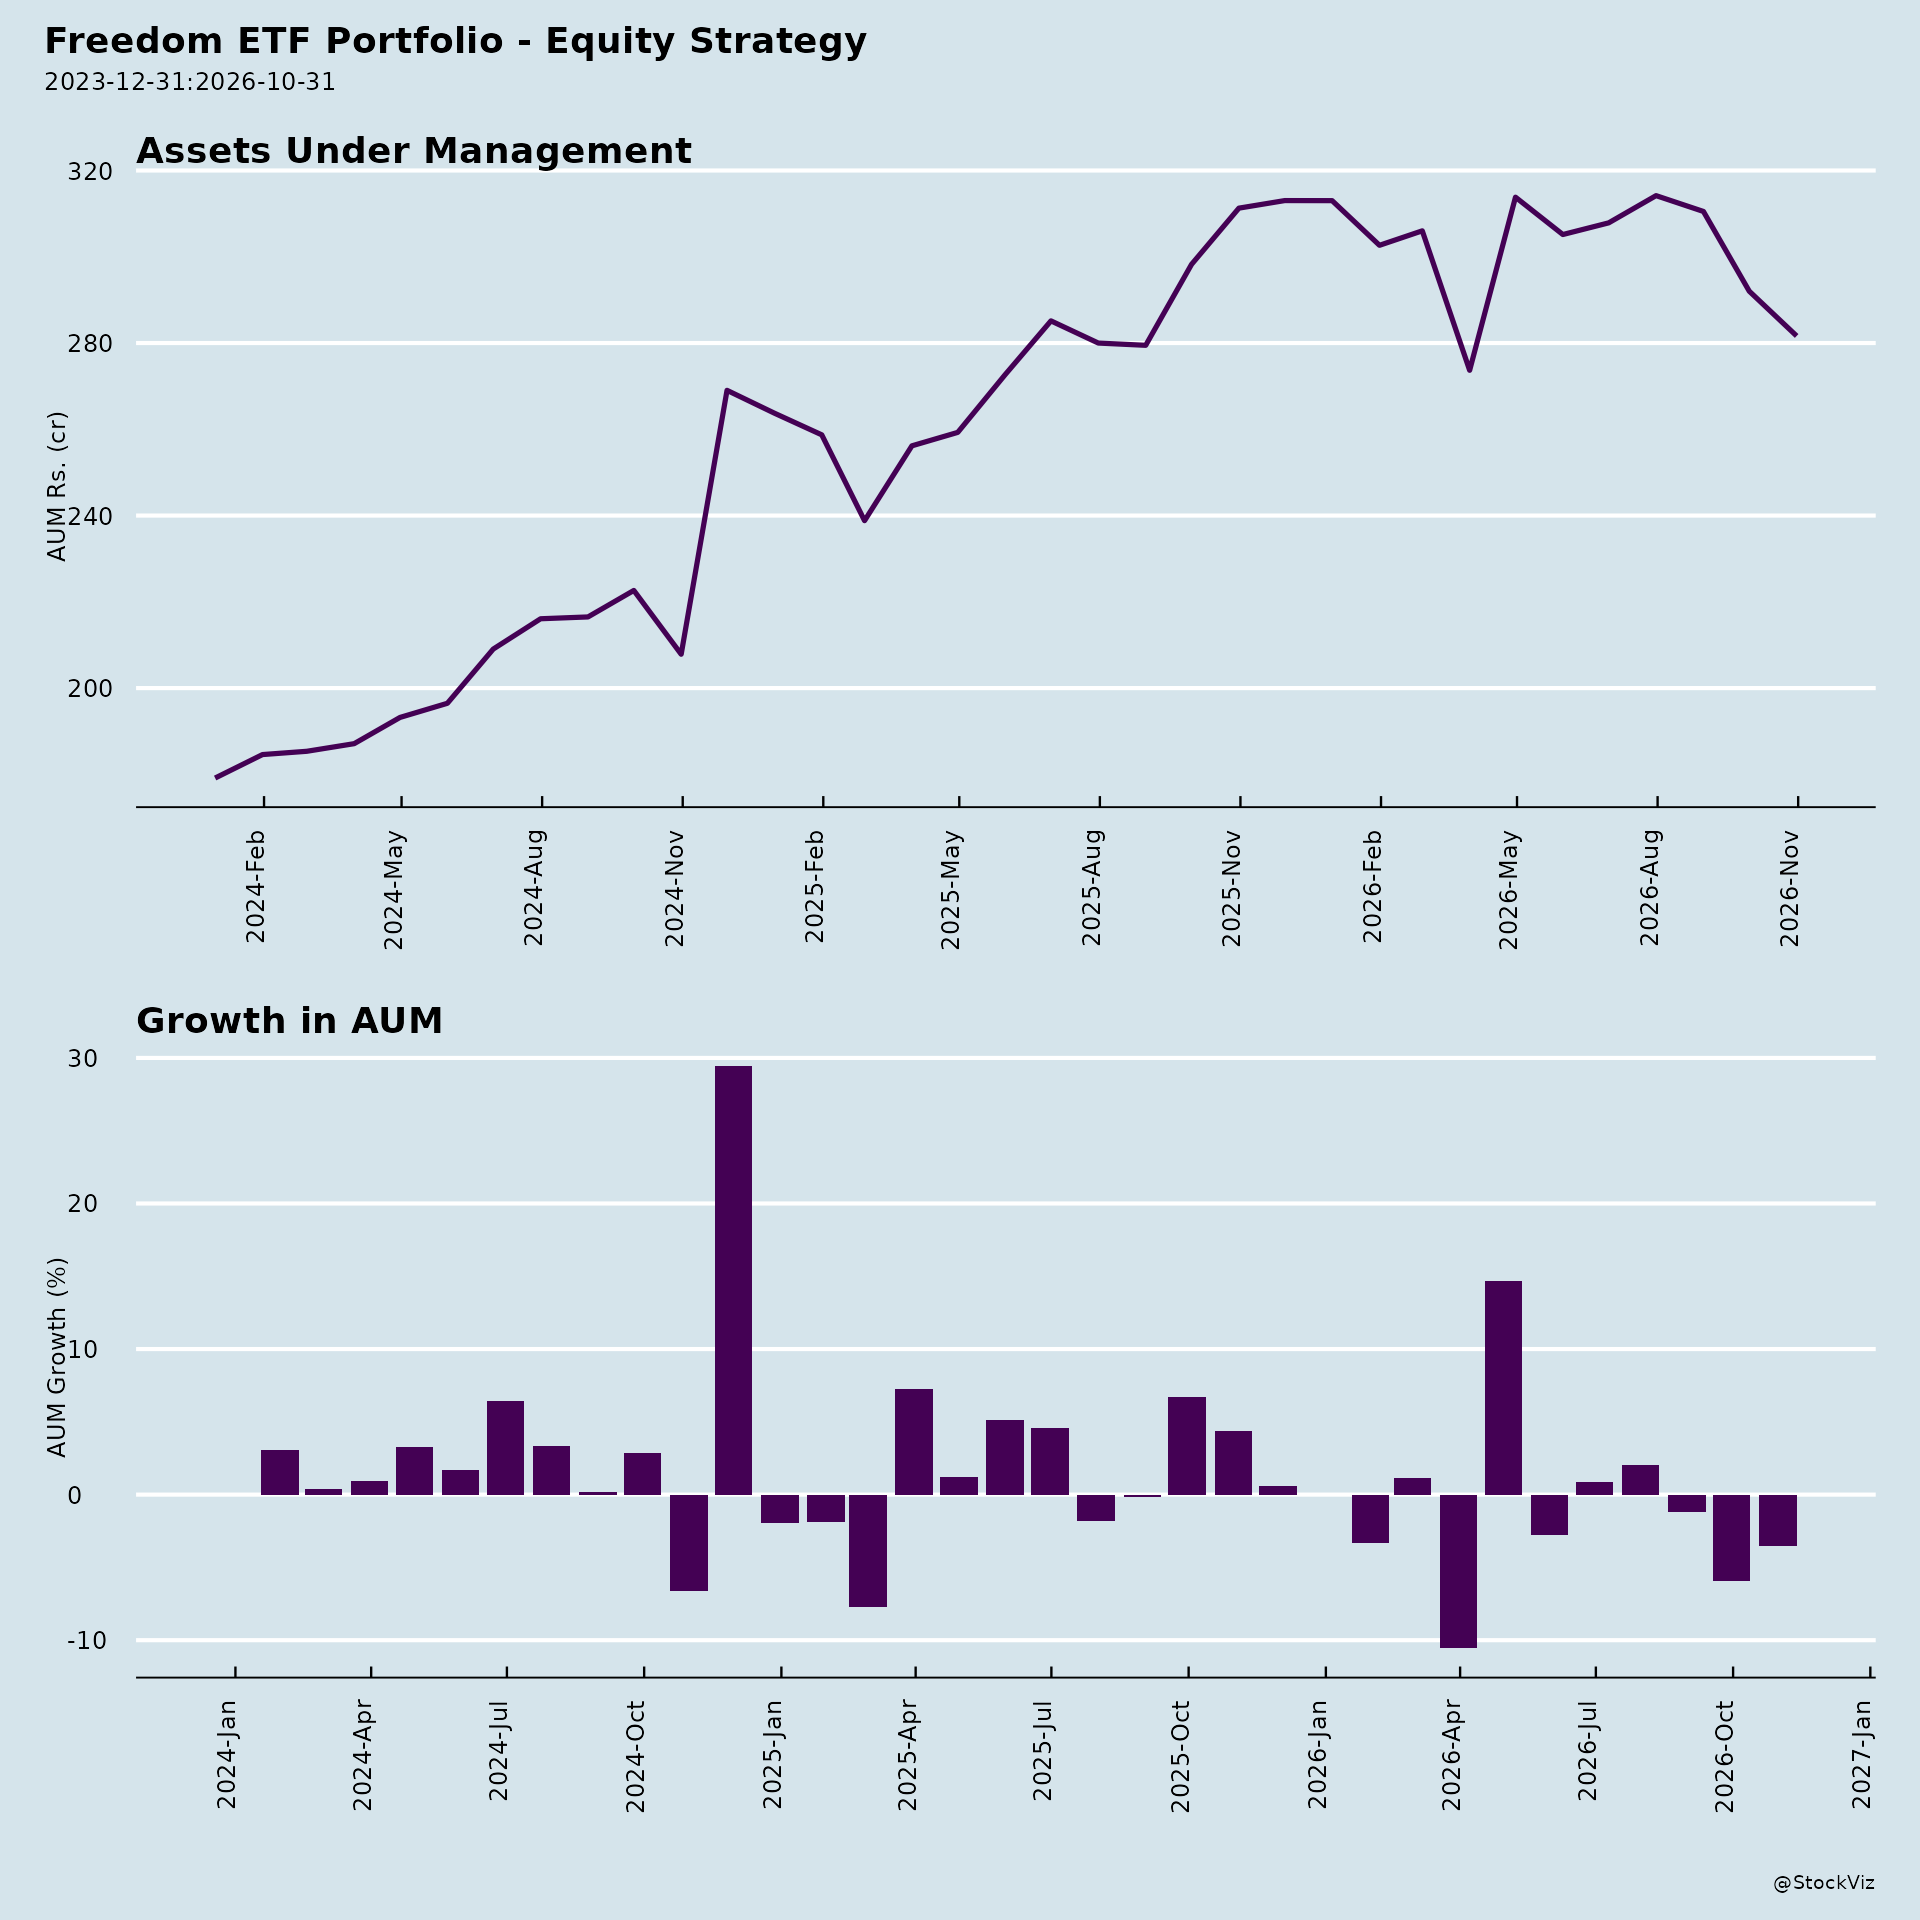 Freedom ETF Portfolio - Equity Strategy
2023-12-31:2026-10-31
Assets Under Management
AUM Rs. (cr)
320
280
240
200
2024-Feb
2024-May
2024-Aug
2024-Nov
2025-Feb
2025-May
2025-Aug
2025-Nov
2026-Feb
2026-May
2026-Aug
2026-Nov
Growth in AUM
AUM Growth (%)
30
20
10
0
-10
2024-Jan
2024-Apr
2024-Jul
2024-Oct
2025-Jan
2025-Apr
2025-Jul
2025-Oct
2026-Jan
2026-Apr
2026-Jul
2026-Oct
2027-Jan
@StockViz